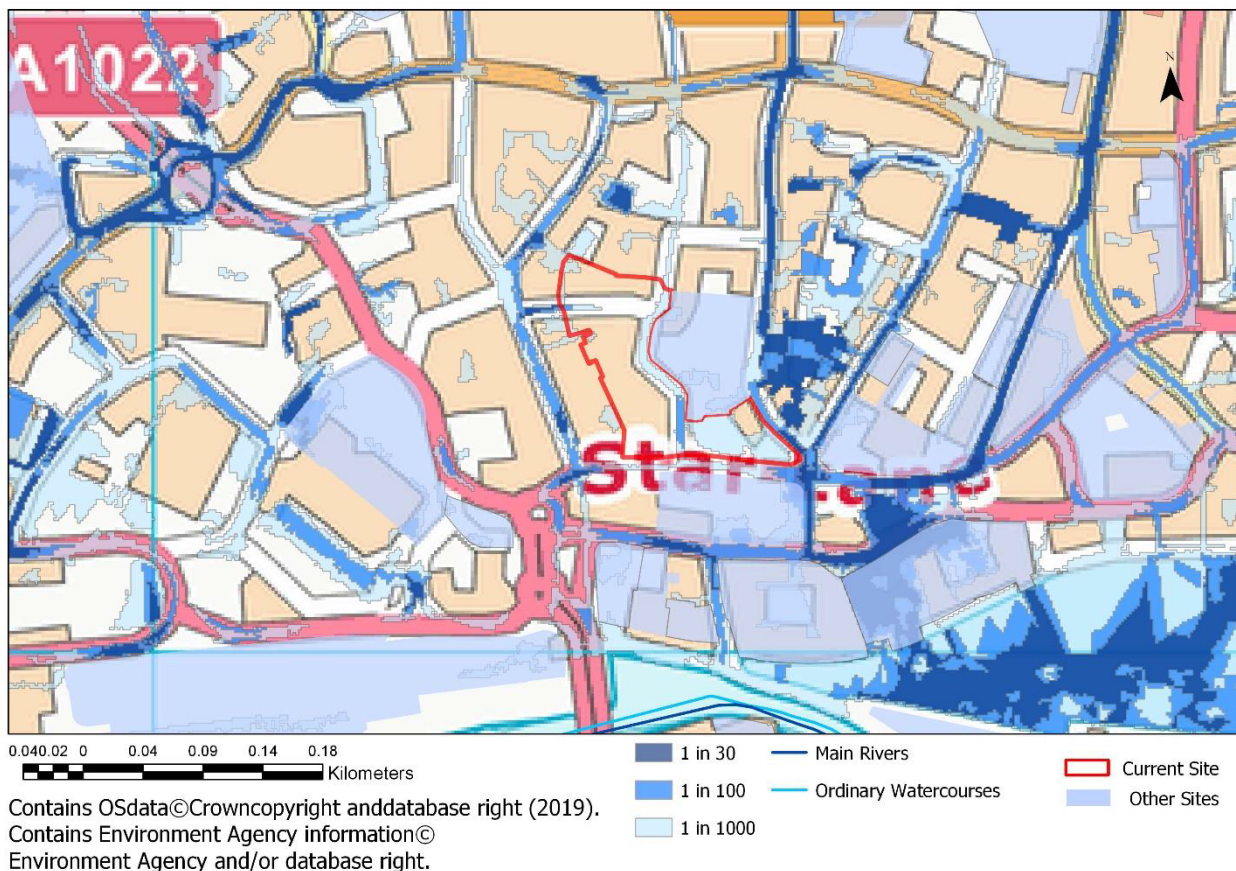 A1022
N
Star Lane
0.040.02 0 0.04 0.09 0.14 0.18
Kilometers
1 in 30
1 in 100
1 in 1000
Main Rivers
Ordinary Watercourses
Current Site
Other Sites
Contains OSdata©Crowncopyright anddatabase right (2019).
Contains Environment Agency information©
Environment Agency and/or database right.